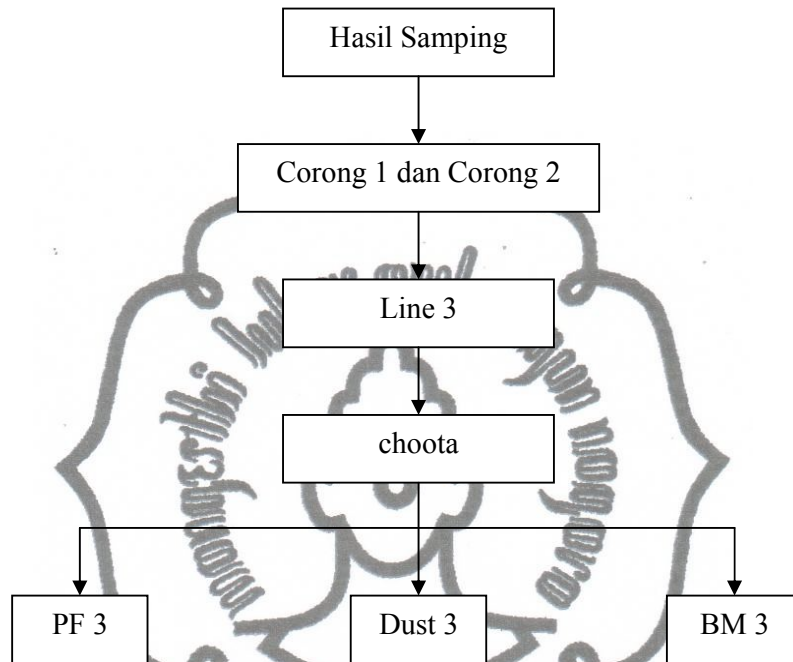 Hasil Samping
Corong 1 dan Corong 2
Line 3
choota
PF 3
Dust 3
BM 3